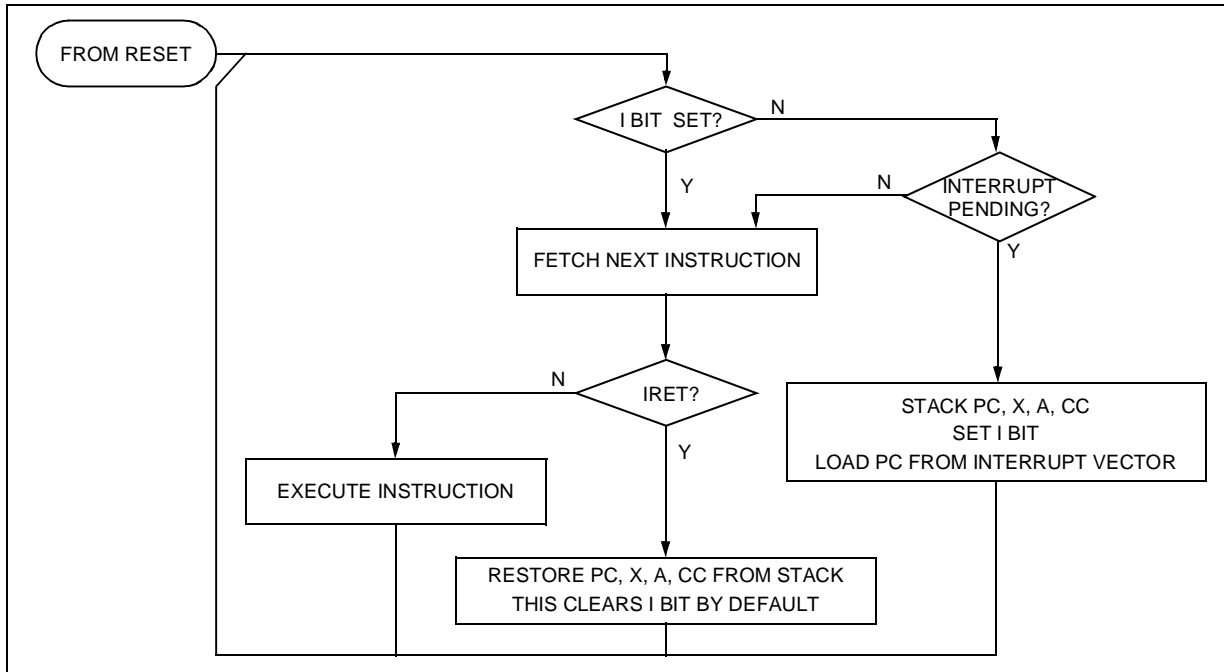 FROM RESET
I BIT SET?
N
Y
N
INTERRUPT
PENDING?
Y
FETCH NEXT INSTRUCTION
N
IRET?
Y
STACK PC, X, A, CC
SET I BIT
LOAD PC FROM INTERRUPT VECTOR
EXECUTE INSTRUCTION
RESTORE PC, X, A, CC FROM STACK
THIS CLEARS I BIT BY DEFAULT